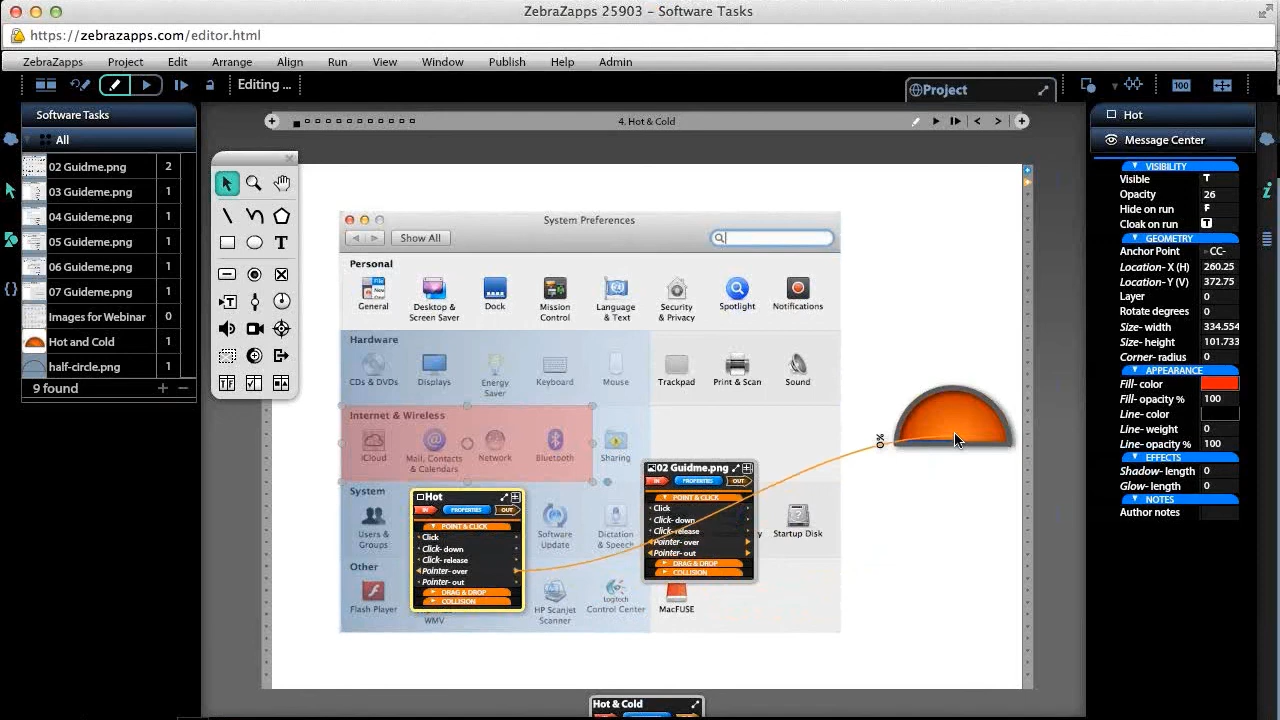 ZebraZapps 25903 – Software Tasks
https://zebrazapps.com/editor.html
ZebraZapps Project Edit Arrange Align Run View Window Publish Help Admin
Editing ...
Project
100
Software Tasks
All
02 Guidme.png 2
03 Guideme.png 1
04 Guideme.png 1
05 Guideme.png 1
06 Guideme.png 1
07 Guideme.png 1
Images for Webinar 0
Hot and Cold 1
half-circle.png 1
9 found
4. Hot & Cold
T
T
TF
System Preferences
Show All
Personal
General
Desktop & Screen Saver
Dock
Mission Control
Language & Text
Security & Privacy
Spotlight
Notifications
Hardware
CDs & DVDs
Displays
Energy Saver
Keyboard
Mouse
Trackpad
Print & Scan
Sound
Internet & Wireless
iCloud
Mail, Contacts & Calendars
Network
Bluetooth
Sharing
System
Users & Groups
Software Update
Dictation & Speech
Startup Disk
Other
Flash Player
WMV
HP Scanjet Scanner
Logitech Control Center
MacFUSE
Hot
IN PROPERTIES OUT
POINT & CLICK
Click
Click- down
Click- release
Pointer- over
Pointer- out
DRAG & DROP
COLLISION
02 Guidme.png
IN PROPERTIES OUT
POINT & CLICK
Click
Click- down
Click- release
Pointer- over
Pointer- out
DRAG & DROP
COLLISION
0%
Hot & Cold
Hot
Message Center
VISIBILITY
Visible T
Opacity 26
Hide on run F
Cloak on run T
GEOMETRY
Anchor Point -CC-
Location- X (H) 260.25
Location- Y (V) 372.75
Layer 0
Rotate degrees 0
Size- width 334.554
Size- height 101.733
Corner- radius 0
APPEARANCE
Fill- color
Fill- opacity % 100
Line- color
Line- weight 0
Line- opacity % 100
EFFECTS
Shadow- length 0
Glow- length 0
NOTES
Author notes